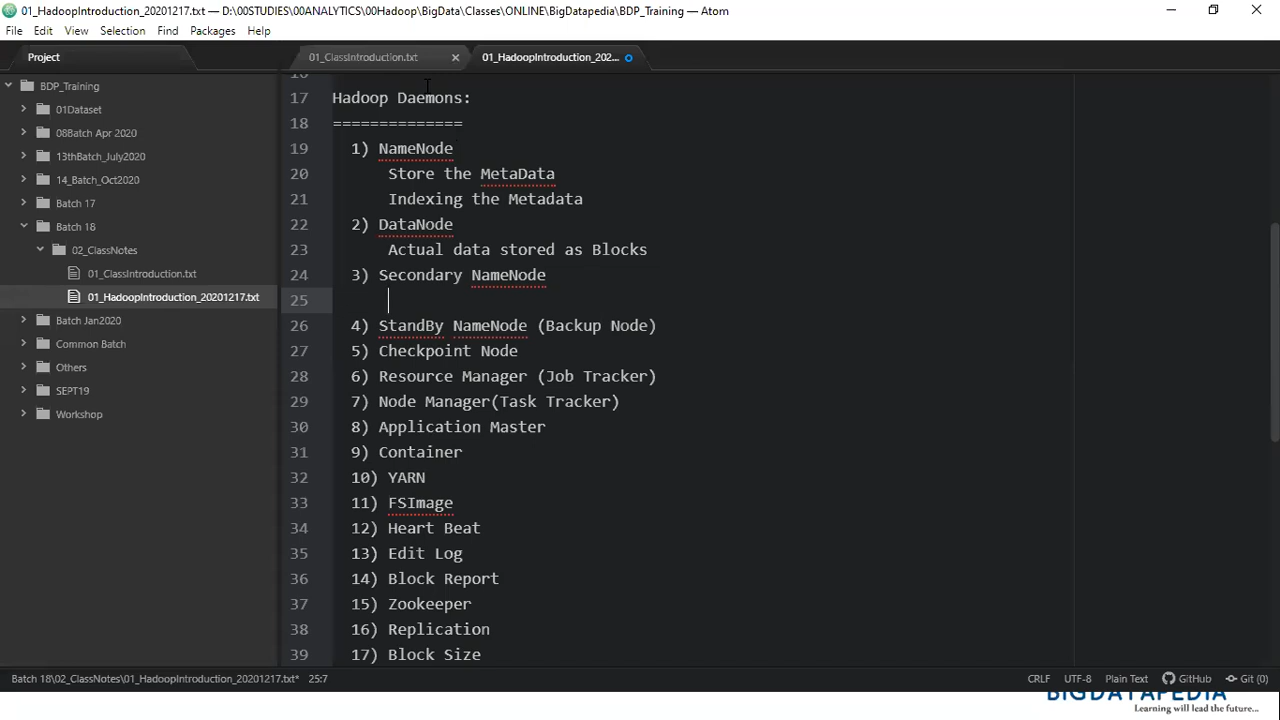 01_HadoopIntroduction_20201217.txt — D:\00STUDIES\00ANALYTICS\00Hadoop\BigData\Classes\ONLINE\BigDatapedia\BDP_Training — Atom
File Edit View Selection Find Packages Help
Project
01_ClassIntroduction.txt
01_HadoopIntroduction_202...
BDP_Training
01Dataset
08Batch Apr 2020
13thBatch_July2020
14_Batch_Oct2020
Batch 17
Batch 18
02_ClassNotes
01_ClassIntroduction.txt
01_HadoopIntroduction_20201217.txt
Batch Jan2020
Common Batch
Others
SEPT19
Workshop
16
17 Hadoop Daemons:
18 ==============
19 1) NameNode
20 Store the MetaData
21 Indexing the Metadata
22 2) DataNode
23 Actual data stored as Blocks
24 3) Secondary NameNode
25
26 4) StandBy NameNode (Backup Node)
27 5) Checkpoint Node
28 6) Resource Manager (Job Tracker)
29 7) Node Manager(Task Tracker)
30 8) Application Master
31 9) Container
32 10) YARN
33 11) FSImage
34 12) Heart Beat
35 13) Edit Log
36 14) Block Report
37 15) Zookeeper
38 16) Replication
39 17) Block Size
Batch 18\02_ClassNotes\01_HadoopIntroduction_20201217.txt* 25:7
CRLF UTF-8 Plain Text GitHub Git (0)
BIGDATAPEDIA
Learning will lead the future...